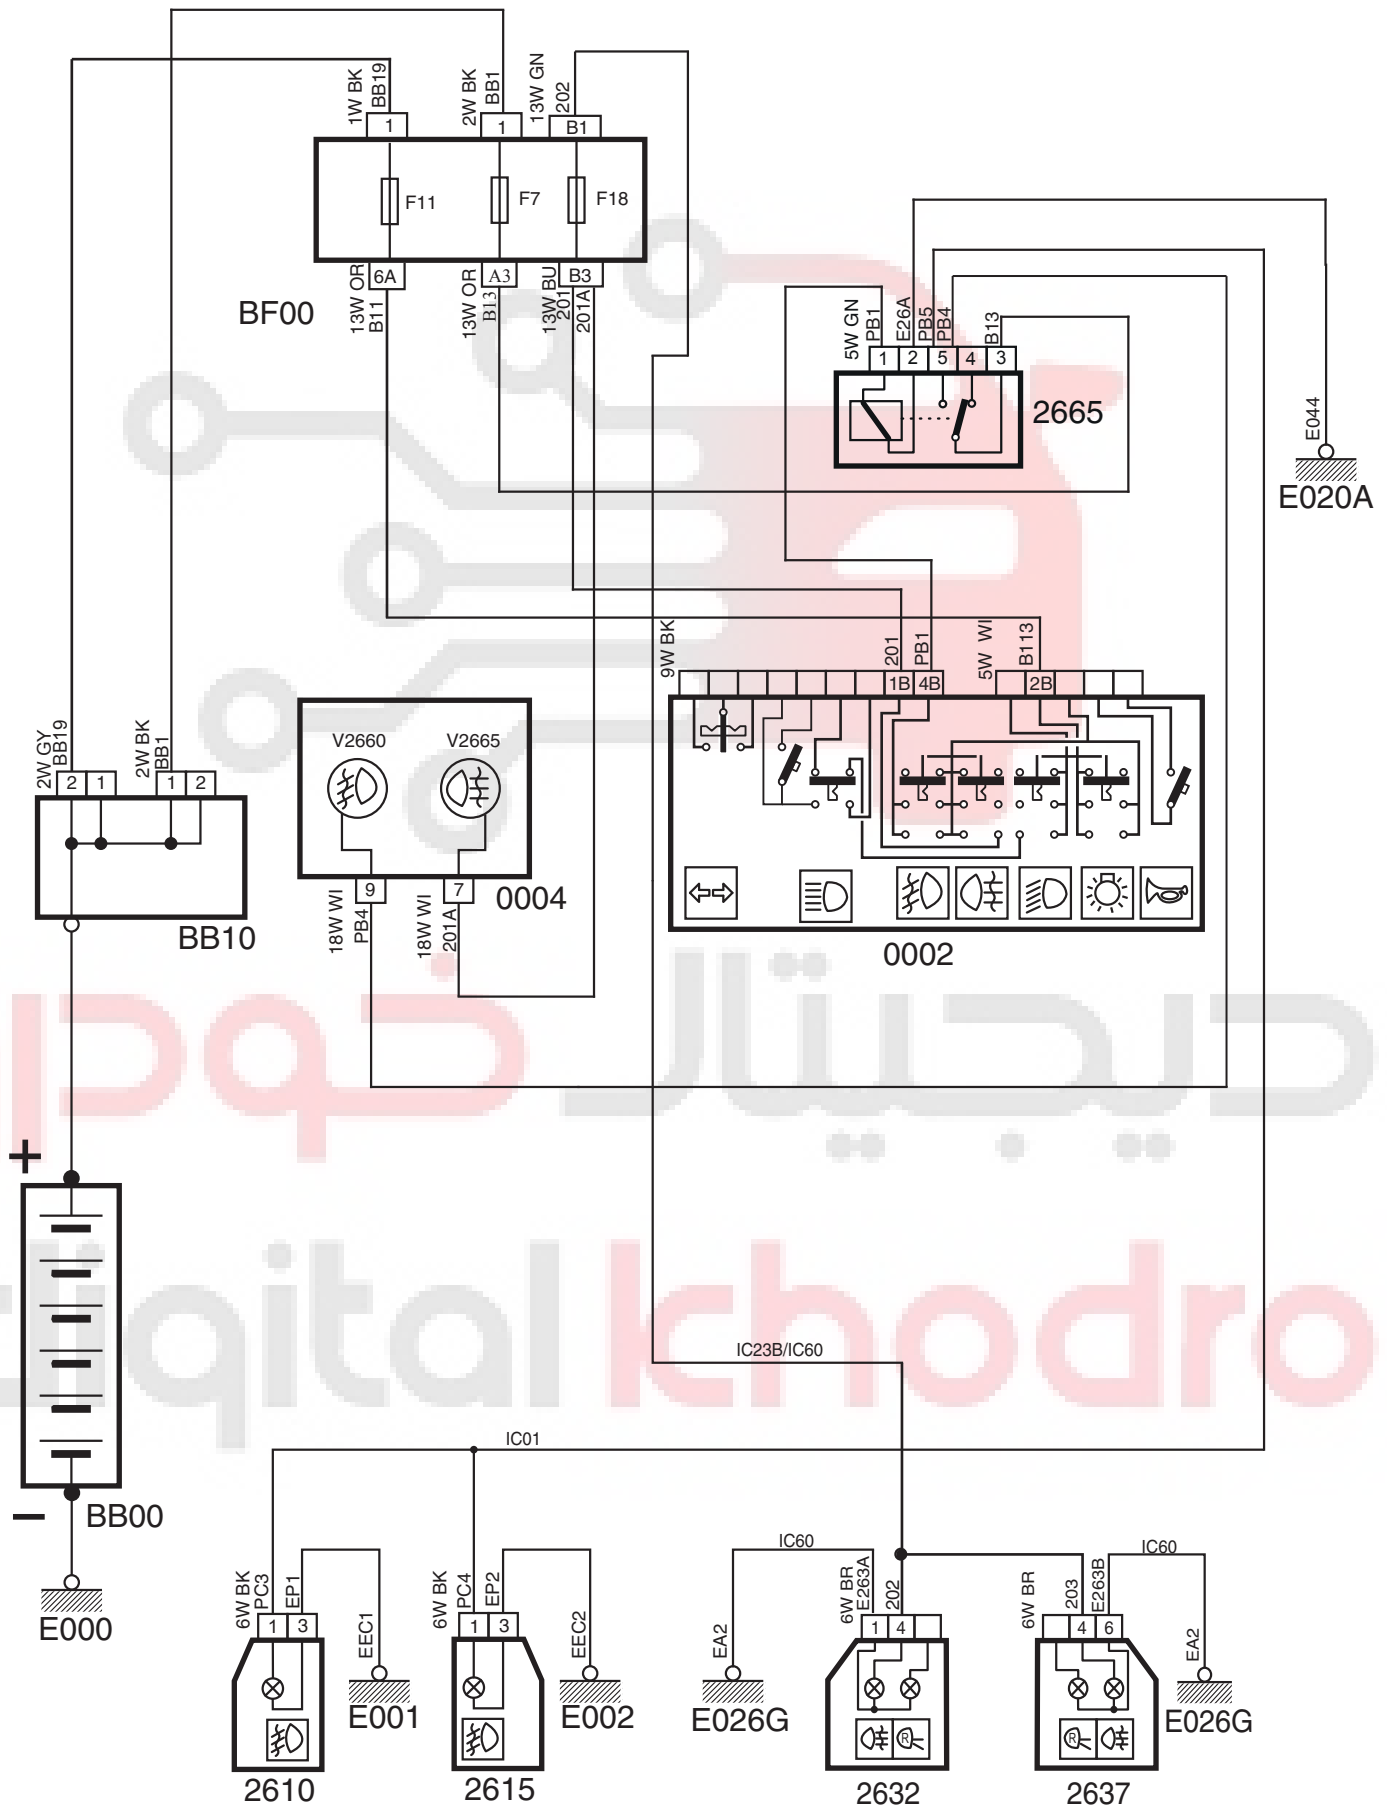 1W BK
BB19
2W BK
BB1
13W GN
202
1
1
B1
F11
F7
F18
6A
A3
B3
BF00
13W OR
B11
13W OR
B13
13W BU
201
201A
5W GN
PB1
E26A
PB5
PB4
B13
1
2
5
4
3
2665
E044
E020A
9W BK
201
PB1
5W WI
B113
1B
4B
2B
0002
2W GY
BB19
2W BK
BB1
2
1
1
2
BB10
V2660
V2665
9
7
0004
18W WI
PB4
18W WI
201A
دیجیتال خودرو
+
BB00
−
E000
digital khodro
IC23B/IC60
IC01
6W BK
PC3
EP1
1
3
EEC1
E001
2610
6W BK
PC4
EP2
1
3
EEC2
E002
2615
IC60
EA2
E026G
6W BR
E263A
202
1
4
R
2632
6W BR
203
E263B
4
6
R
2637
IC60
EA2
E026G